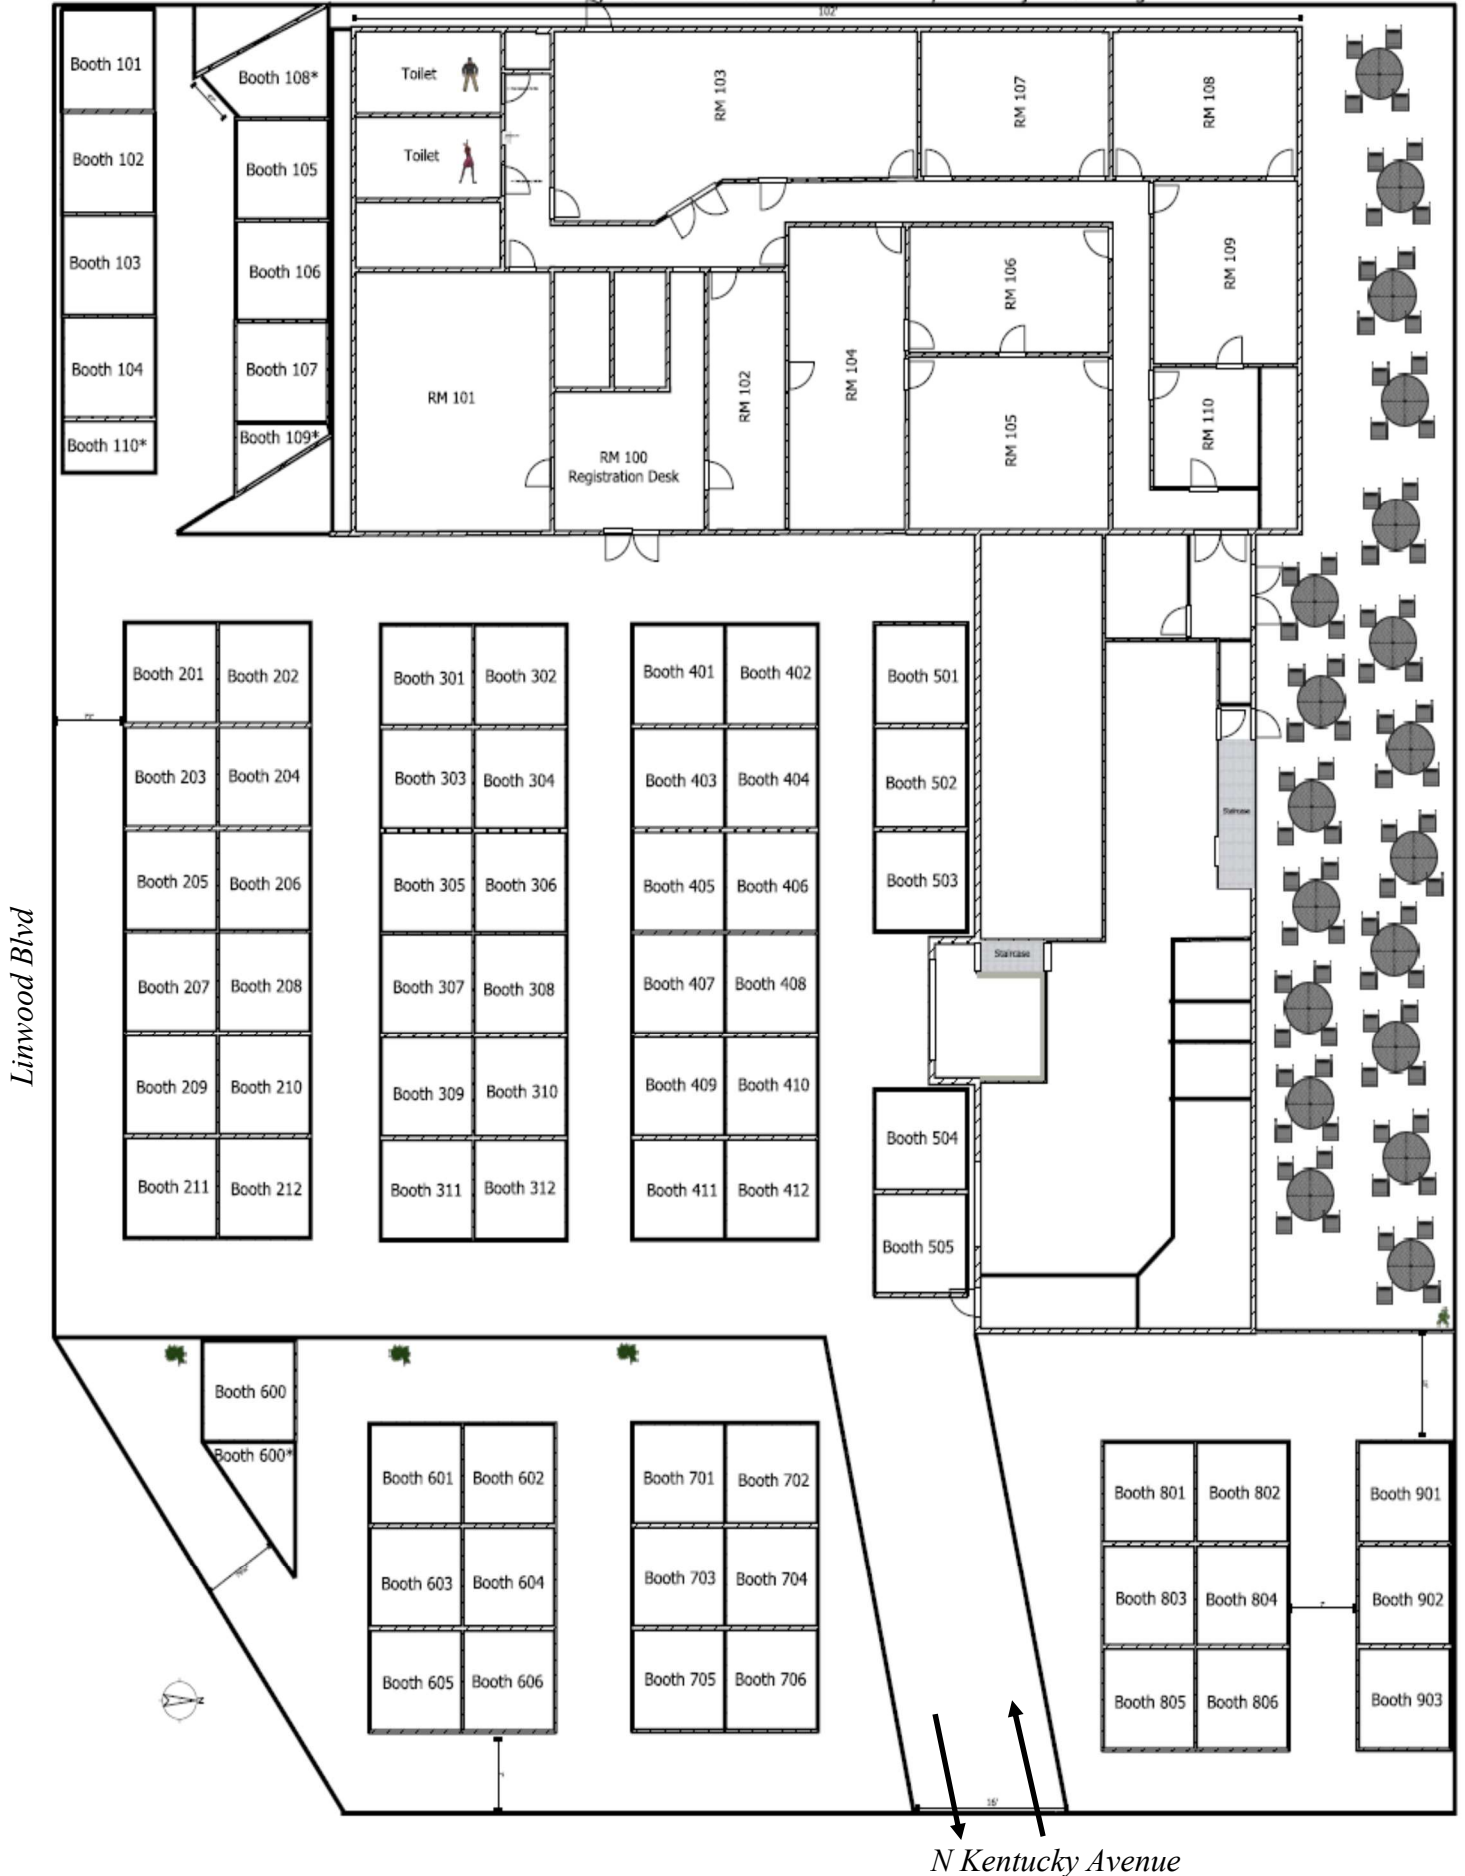 102'
Booth 101
Booth 108*
Toilet
RM 103
RM 107
RM 108
Booth 102
Booth 105
Toilet
Booth 103
Booth 106
RM 106
RM 109
Booth 104
Booth 107
RM 101
RM 102
RM 104
RM 105
RM 110
Booth 110*
Booth 109*
RM 100
Registration Desk
Booth 201
Booth 202
Booth 301
Booth 302
Booth 401
Booth 402
Booth 501
Booth 203
Booth 204
Booth 303
Booth 304
Booth 403
Booth 404
Booth 502
Staircase
Booth 205
Booth 206
Booth 305
Booth 306
Booth 405
Booth 406
Booth 503
Linwood Blvd
Staircase
Booth 207
Booth 208
Booth 307
Booth 308
Booth 407
Booth 408
Booth 209
Booth 210
Booth 309
Booth 310
Booth 409
Booth 410
Booth 504
Booth 211
Booth 212
Booth 311
Booth 312
Booth 411
Booth 412
Booth 505
Booth 600
Booth 600*
Booth 601
Booth 602
Booth 701
Booth 702
Booth 801
Booth 802
Booth 901
Booth 603
Booth 604
Booth 703
Booth 704
Booth 803
Booth 804
Booth 902
Booth 605
Booth 606
Booth 705
Booth 706
Booth 805
Booth 806
Booth 903
16'
N Kentucky Avenue